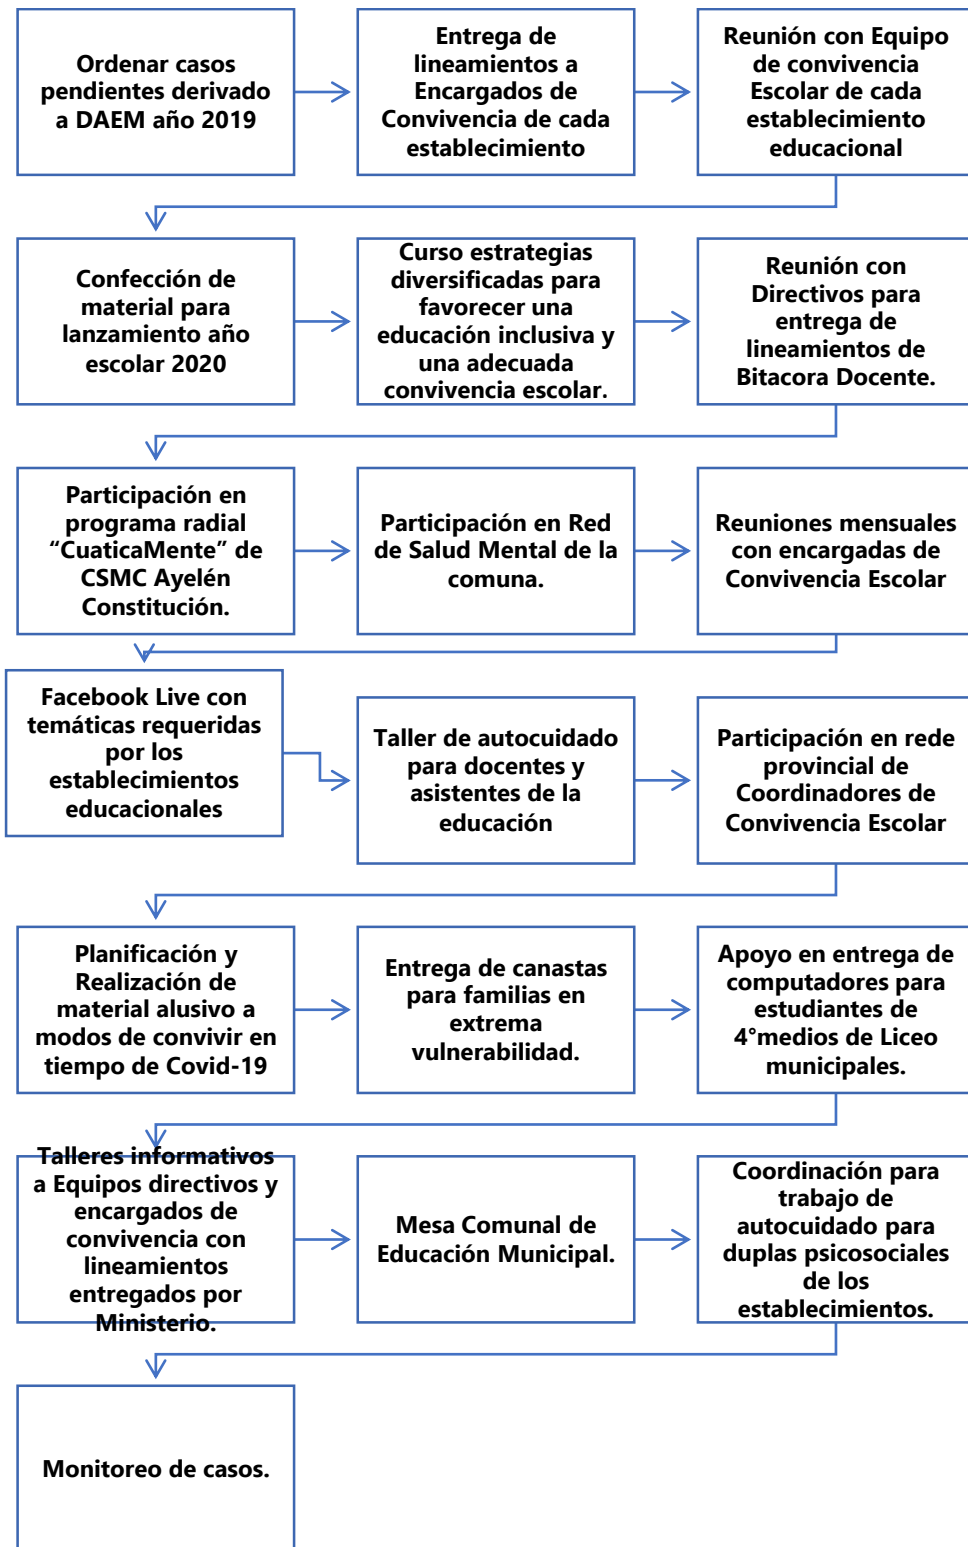 Ordenar casos
pendientes derivado
a DAEM año 2019
Entrega de
lineamientos a
Encargados de
Convivencia de cada
establecimiento
Reunión con Equipo
de convivencia
Escolar de cada
establecimiento
educacional
Confección de
material para
lanzamiento año
escolar 2020
Curso estrategias
diversificadas para
favorecer una
educación inclusiva y
una adecuada
convivencia escolar.
Reunión con
Directivos para
entrega de
lineamientos de
Bitacora Docente.
Participación en
programa radial
“CuaticaMente” de
CSMC Ayelén
Constitución.
Participación en Red
de Salud Mental de la
comuna.
Reuniones mensuales
con encargadas de
Convivencia Escolar
Facebook Live con
temáticas requeridas
por los
establecimientos
educacionales
Taller de autocuidado
para docentes y
asistentes de la
educación
Participación en rede
provincial de
Coordinadores de
Convivencia Escolar
Planificación y
Realización de
material alusivo a
modos de convivir en
tiempo de Covid-19
Entrega de canastas
para familias en
extrema
vulnerabilidad.
Apoyo en entrega de
computadores para
estudiantes de
4°medios de Liceo
municipales.
Talleres informativos
a Equipos directivos y
encargados de
convivencia con
lineamientos
entregados por
Ministerio.
Mesa Comunal de
Educación Municipal.
Coordinación para
trabajo de
autocuidado para
duplas psicosociales
de los
establecimientos.
Monitoreo de casos.